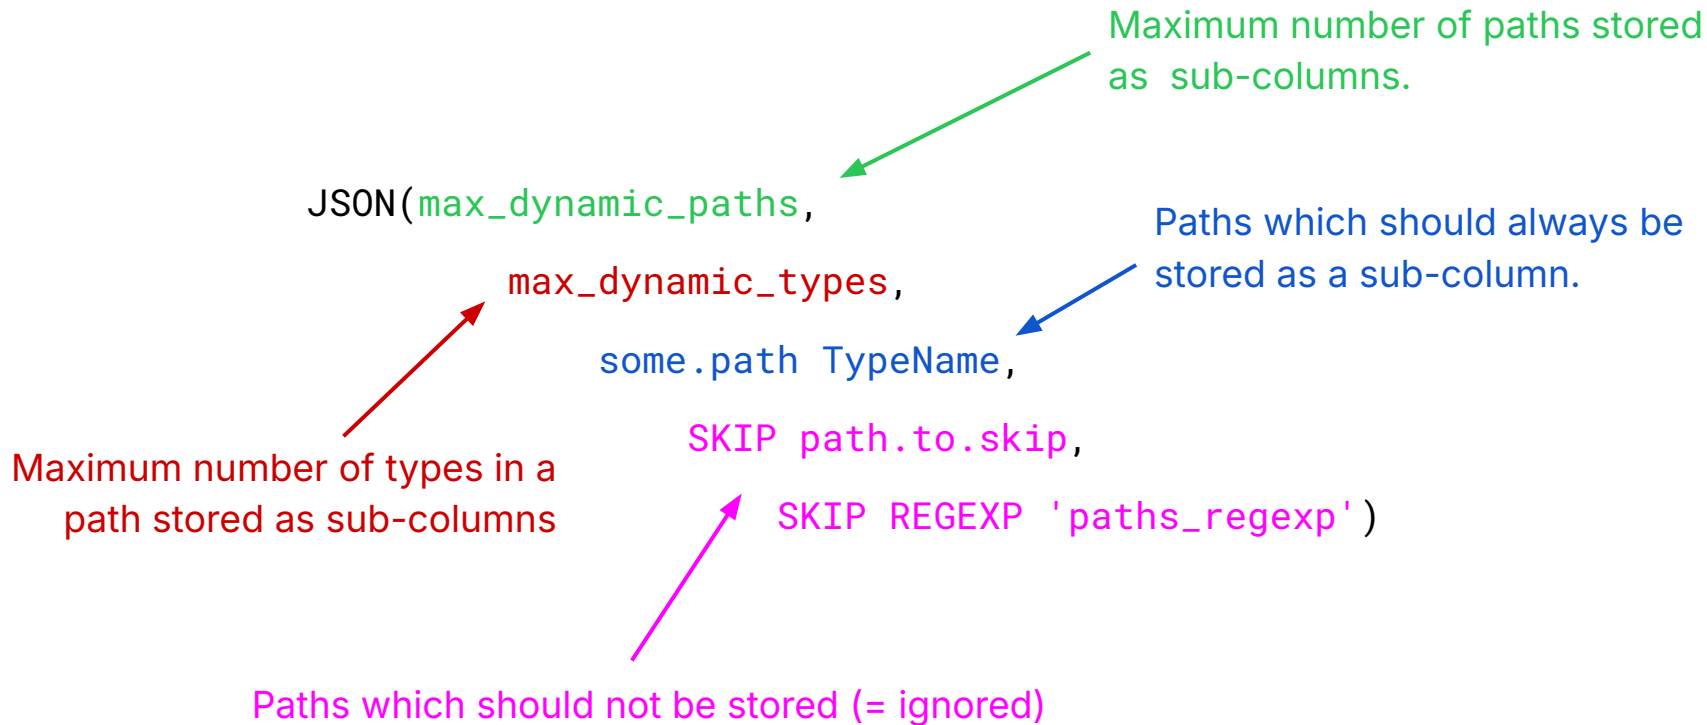 Maximum number of paths stored
as  sub-columns.
JSON(max_dynamic_paths,
Paths which should always be
stored as a sub-column.
max_dynamic_types,
some.path TypeName,
SKIP path.to.skip,
Maximum number of types in a
path stored as sub-columns
SKIP REGEXP 'paths_regexp')
Paths which should not be stored (= ignored)